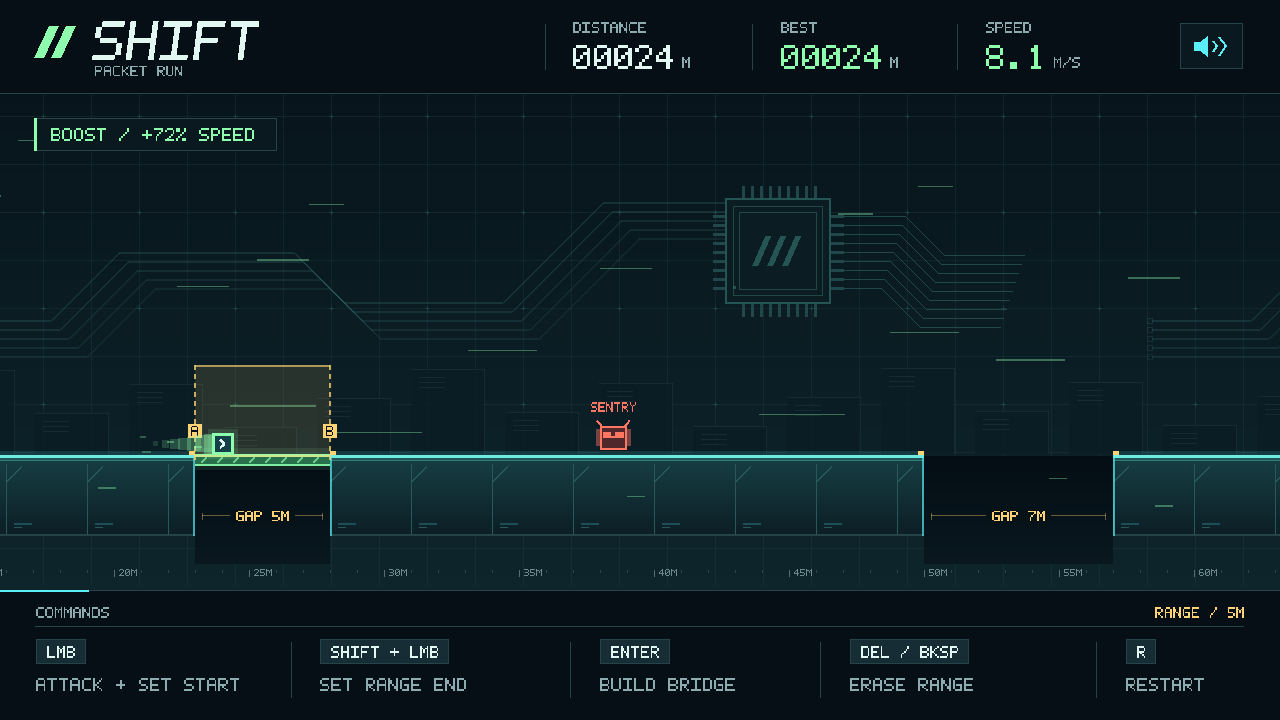 // SHIFT
PACKET RUN
DISTANCE
00024 M
BEST
00024 M
SPEED
8.1 M/S
BOOST / +72% SPEED
SENTRY
A
B
GAP 5M
GAP 7M
20M
25M
30M
35M
40M
45M
50M
55M
60M
COMMANDS
RANGE / 5M
LMB
ATTACK + SET START
SHIFT + LMB
SET RANGE END
ENTER
BUILD BRIDGE
DEL / BKSP
ERASE RANGE
R
RESTART